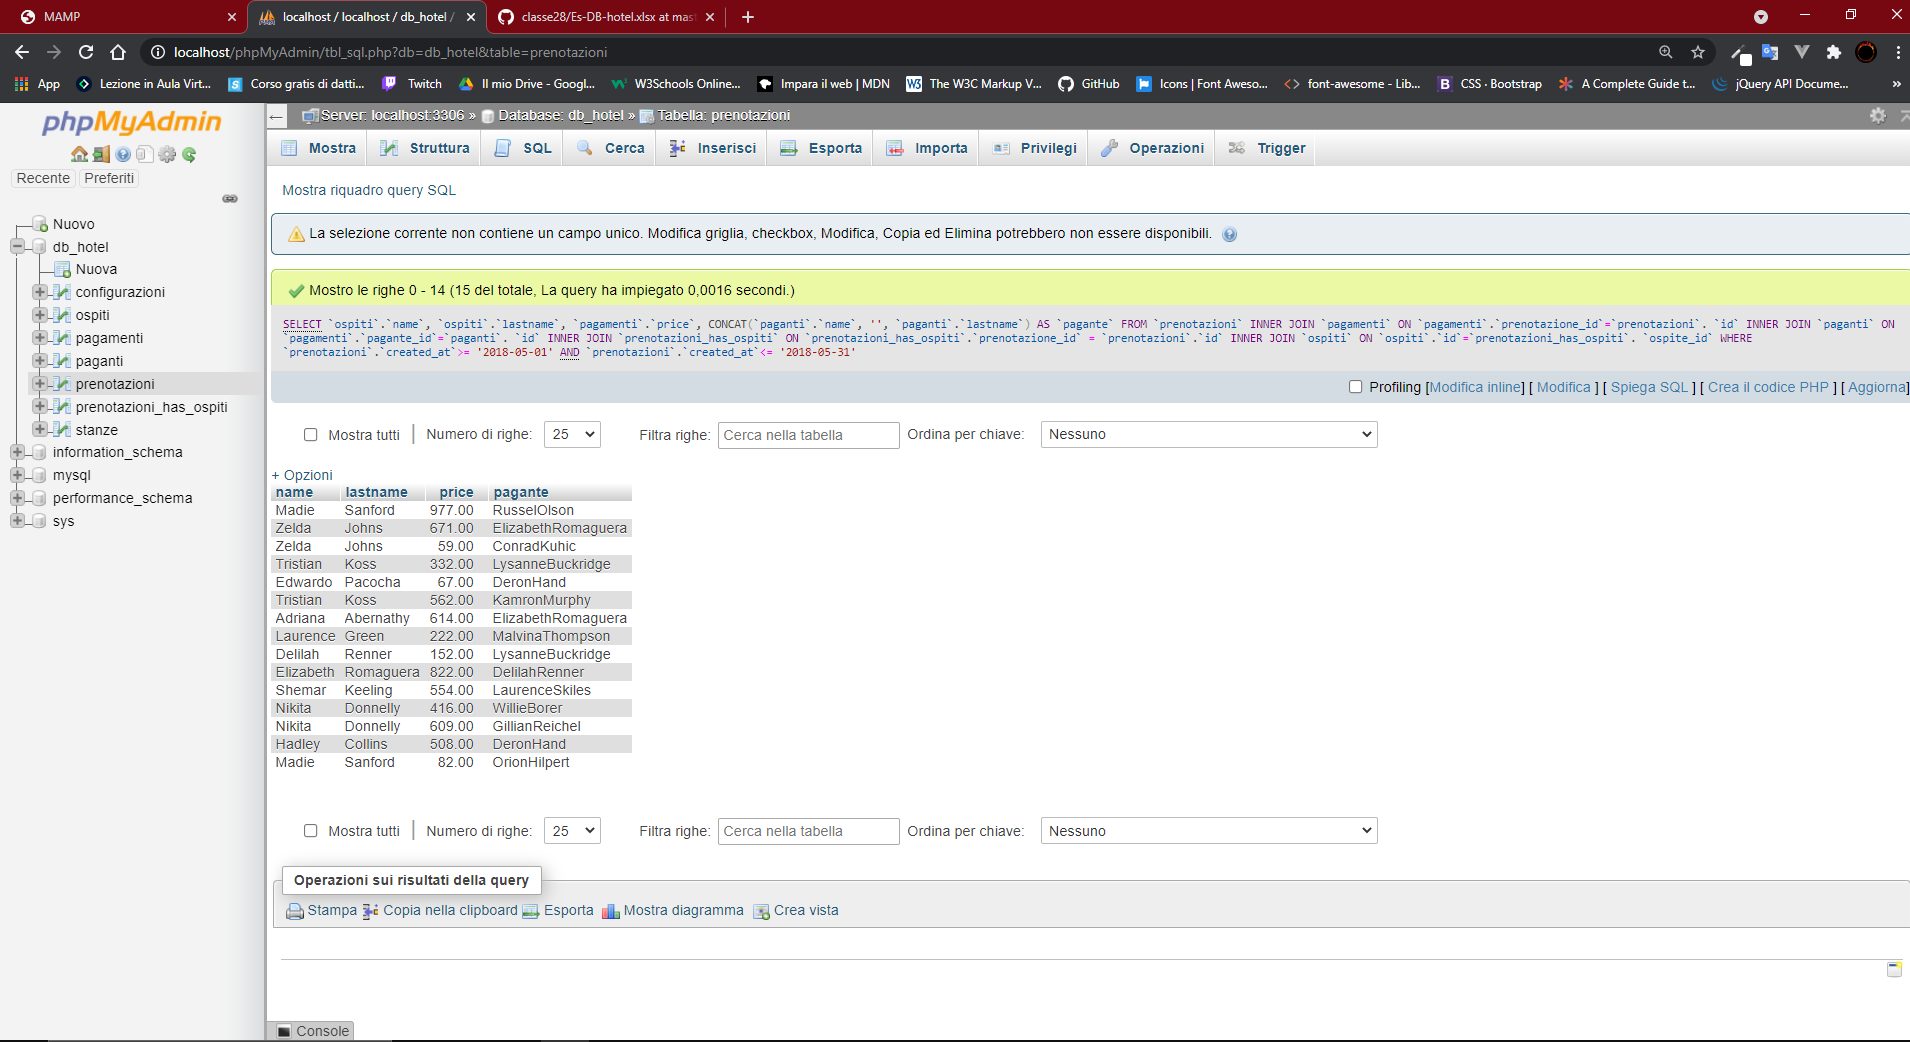 MAMP
localhost / localhost / db_hotel /
classe28/Es-DB-hotel.xlsx at mast
localhost/phpMyAdmin/tbl_sql.php?db=db_hotel&table=prenotazioni
App
Lezione in Aula Virt...
Corso gratis di datti...
Twitch
Il mio Drive - Googl...
W3Schools Online...
Impara il web | MDN
The W3C Markup V...
GitHub
Icons | Font Aweso...
font-awesome - Lib...
CSS · Bootstrap
A Complete Guide t...
jQuery API Docume...
»
phpMyAdmin
Recente
Preferiti
Nuovo
db_hotel
Nuova
configurazioni
ospiti
pagamenti
paganti
prenotazioni
prenotazioni_has_ospiti
stanze
information_schema
mysql
performance_schema
sys
Server: localhost:3306 » Database: db_hotel » Tabella: prenotazioni
Mostra
Struttura
SQL
Cerca
Inserisci
Esporta
Importa
Privilegi
Operazioni
Trigger
Mostra riquadro query SQL
La selezione corrente non contiene un campo unico. Modifica griglia, checkbox, Modifica, Copia ed Elimina potrebbero non essere disponibili.
Mostro le righe 0 - 14 (15 del totale, La query ha impiegato 0,0016 secondi.)
SELECT `ospiti`.`name`, `ospiti`.`lastname`, `pagamenti`.`price`, CONCAT(`paganti`.`name`, '', `paganti`.`lastname`) AS `pagante` FROM `prenotazioni` INNER JOIN `pagamenti` ON `pagamenti`.`prenotazione_id`=`prenotazioni`. `id` INNER JOIN `paganti` ON
`pagamenti`.`pagante_id`=`paganti`. `id` INNER JOIN `prenotazioni_has_ospiti` ON `prenotazioni_has_ospiti`.`prenotazione_id` = `prenotazioni`.`id` INNER JOIN `ospiti` ON `ospiti`.`id`=`prenotazioni_has_ospiti`. `ospite_id` WHERE
`prenotazioni`.`created_at`>= '2018-05-01' AND `prenotazioni`.`created_at`<= '2018-05-31'
Profiling [Modifica inline] [ Modifica ] [ Spiega SQL ] [ Crea il codice PHP ] [ Aggiorna]
Mostra tutti | Numero di righe: 25 Filtra righe: Cerca nella tabella Ordina per chiave: Nessuno
+ Opzioni
name lastname price pagante
Madie Sanford 977.00 RusselOlson
Zelda Johns 671.00 ElizabethRomaguera
Zelda Johns 59.00 ConradKuhic
Tristian Koss 332.00 LysanneBuckridge
Edwardo Pacocha 67.00 DeronHand
Tristian Koss 562.00 KamronMurphy
Adriana Abernathy 614.00 ElizabethRomaguera
Laurence Green 222.00 MalvinaThompson
Delilah Renner 152.00 LysanneBuckridge
Elizabeth Romaguera 822.00 DelilahRenner
Shemar Keeling 554.00 LaurenceSkiles
Nikita Donnelly 416.00 WillieBorer
Nikita Donnelly 609.00 GillianReichel
Hadley Collins 508.00 DeronHand
Madie Sanford 82.00 OrionHilpert
Mostra tutti | Numero di righe: 25 Filtra righe: Cerca nella tabella Ordina per chiave: Nessuno
Operazioni sui risultati della query
Stampa Copia nella clipboard Esporta Mostra diagramma Crea vista
Console